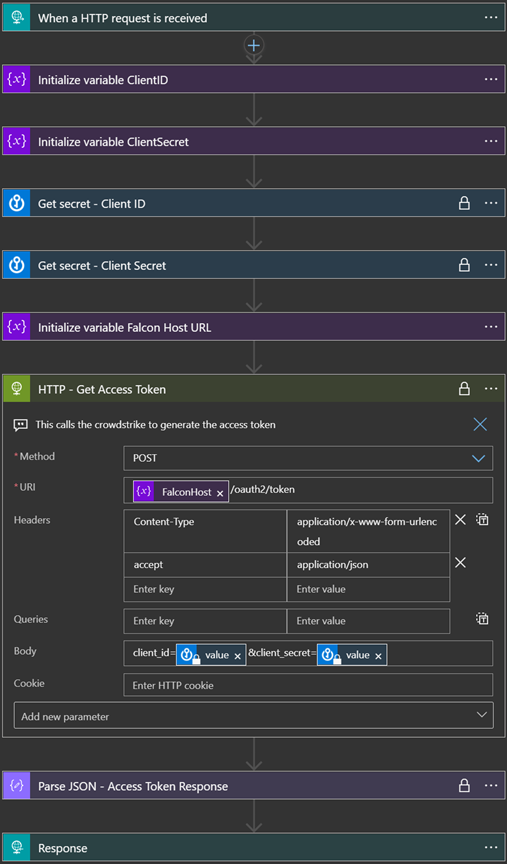 When a HTTP request is received
{x} Initialize variable ClientID
{x} Initialize variable ClientSecret
Get secret - Client ID
Get secret - Client Secret
{x} Initialize variable Falcon Host URL
HTTP - Get Access Token
This calls the crowdstrike to generate the access token
* Method POST
* URI {x} FalconHost × /oauth2/token
Headers Content-Type application/x-www-form-urlenc
oded
accept application/json
Enter key Enter value
Queries Enter key Enter value
Body client_id= value × &client_secret= value ×
Cookie Enter HTTP cookie
Add new parameter
Parse JSON - Access Token Response
Response